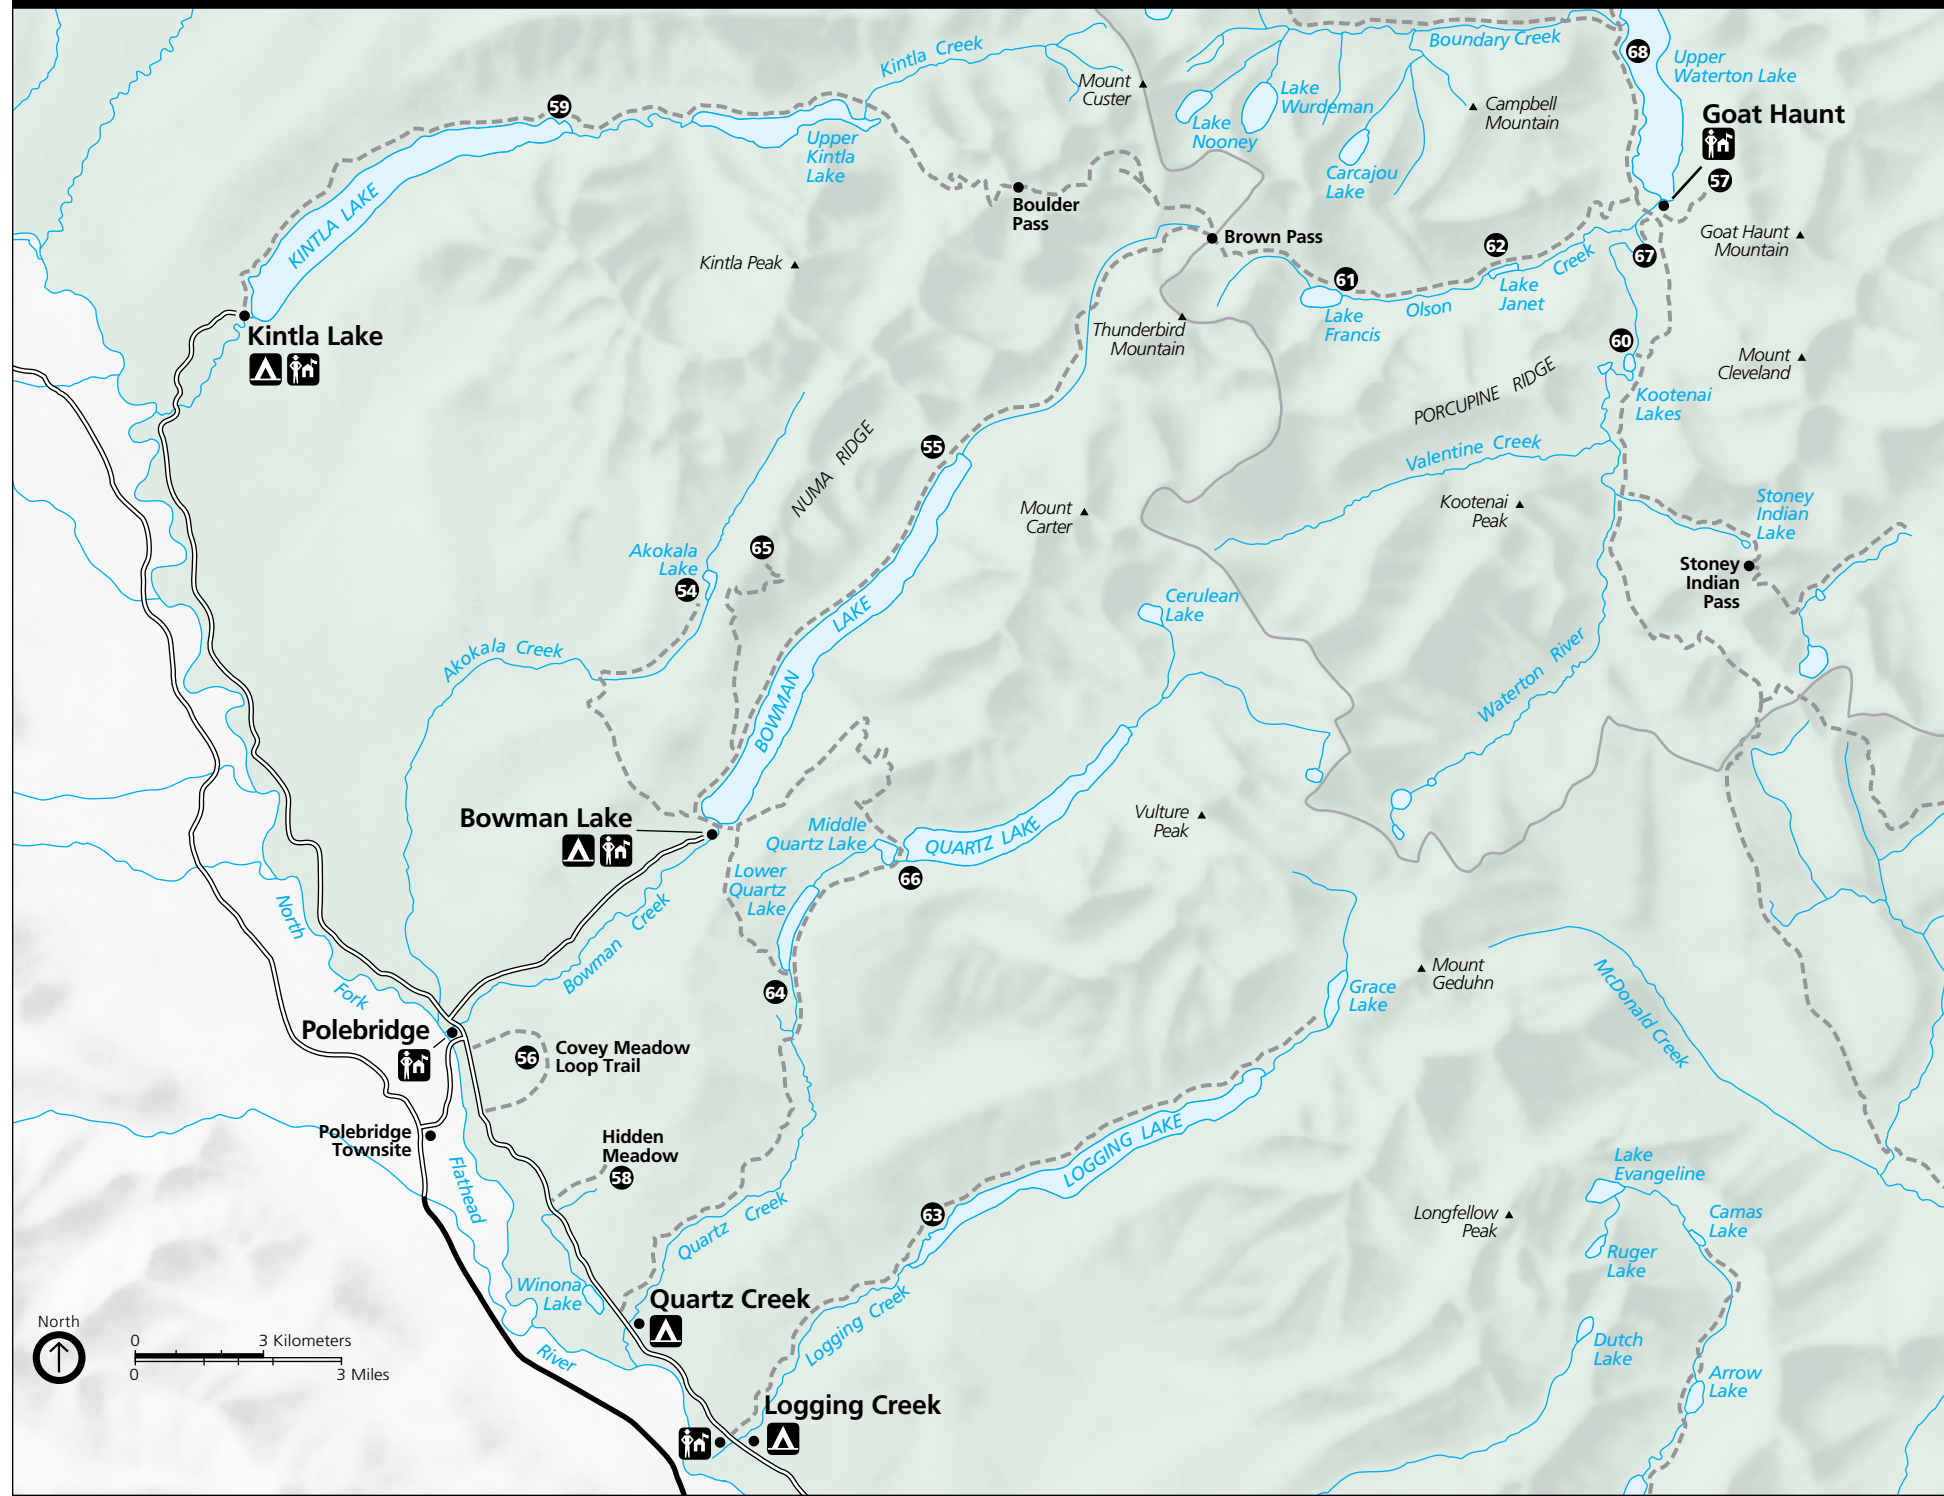 Kintla Creek
Boundary Creek
68
Upper
Waterton Lake
Mount
Custer
Lake
Wurdeman
Campbell
Mountain
Goat Haunt
59
Lake
Nooney
Upper
Kintla
Lake
Carcajou
Lake
57
KINTLA LAKE
Boulder
Pass
Brown Pass
62
Goat Haunt
Mountain
67
Kintla Peak
61
Creek
Lake
Janet
Olson
Lake
Francis
Kintla Lake
Thunderbird
Mountain
60
Mount
Cleveland
PORCUPINE RIDGE
Kootenai
Lakes
NUMA RIDGE
55
Valentine Creek
Mount
Carter
Kootenai
Peak
Stoney
Indian
Lake
Akokala
Lake
65
54
Stoney
Indian
Pass
Cerulean
Lake
LAKE
BOWMAN
Akokala Creek
Waterton River
Bowman Lake
Middle
Quartz Lake
QUARTZ LAKE
Vulture
Peak
66
Lower
Quartz
Lake
North
Fork
Bowman Creek
64
Mount
Geduhn
Grace
Lake
McDonald Creek
Polebridge
56
Covey Meadow
Loop Trail
Polebridge
Townsite
Hidden
Meadow
58
LOGGING LAKE
Flathead
Lake
Evangeline
63
Longfellow
Peak
Camas
Lake
Quartz Creek
Ruger
Lake
Winona
Lake
Quartz Creek
Logging Creek
River
Dutch
Lake
Arrow
Lake
North
0 3 Kilometers
0 3 Miles
Logging Creek